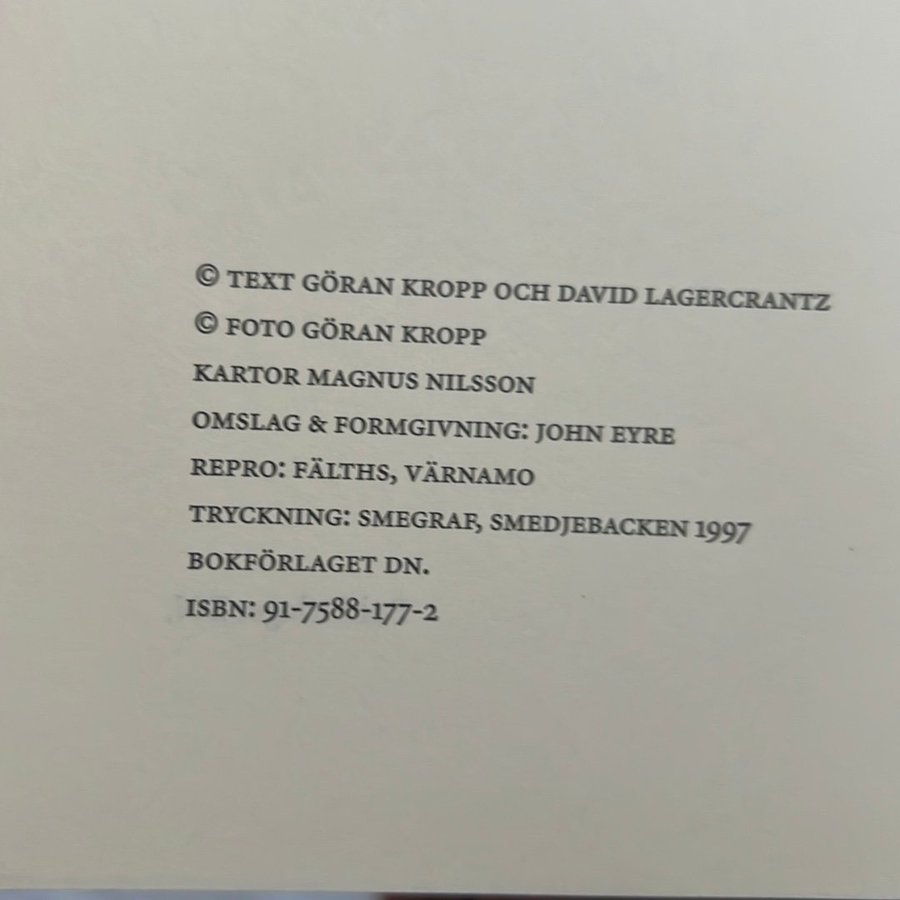 © TEXT GÖRAN KROPP OCH DAVID LAGERCRANTZ
© FOTO GÖRAN KROPP
KARTOR MAGNUS NILSSON
OMSLAG & FORMGIVNING: JOHN EYRE
REPRO: FÄLTHS, VÄRNAMO
TRYCKNING: SMEGRAF, SMEDJEBACKEN 1997
BOKFÖRLAGET DN.
ISBN: 91-7588-177-2